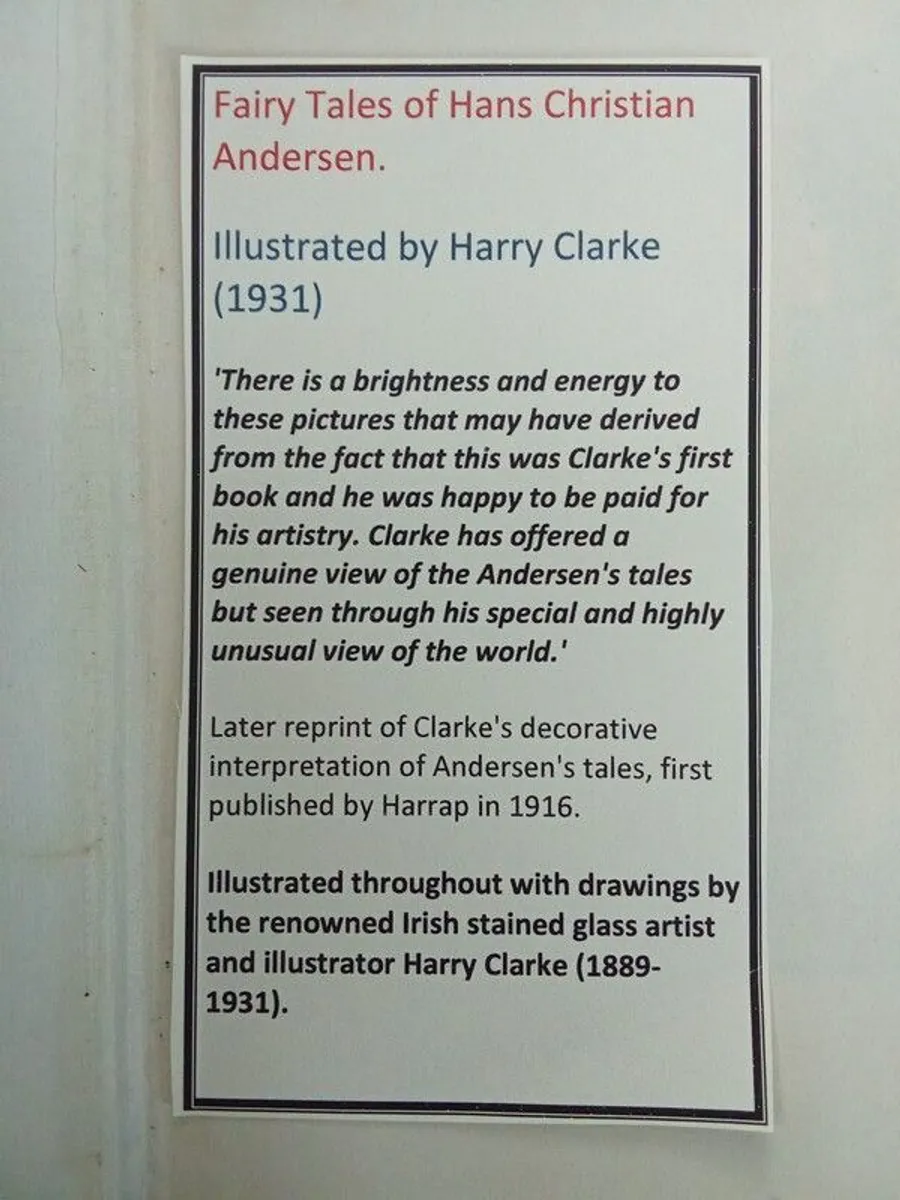 Fairy Tales of Hans Christian
Andersen.
Illustrated by Harry Clarke
(1931)
'There is a brightness and energy to
these pictures that may have derived
from the fact that this was Clarke's first
book and he was happy to be paid for
his artistry. Clarke has offered a
genuine view of the Andersen's tales
but seen through his special and highly
unusual view of the world.'
Later reprint of Clarke's decorative
interpretation of Andersen's tales, first
published by Harrap in 1916.
Illustrated throughout with drawings by
the renowned Irish stained glass artist
and illustrator Harry Clarke (1889-
1931).